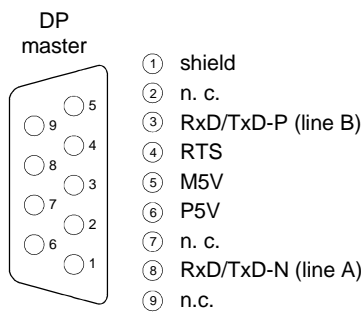 DP
master
5
9
4
8
3
7
2
6
1
1 shield
2 n. c.
3 RxD/TxD-P (line B)
4 RTS
5 M5V
6 P5V
7 n. c.
8 RxD/TxD-N (line A)
9 n.c.